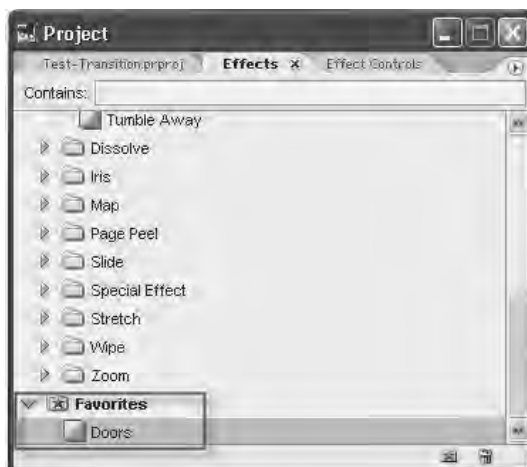 Project
Test-Transition.prproj Effects x Effect Controls
Contains:
Tumble Away
Dissolve
Iris
Map
Page Peel
Slide
Special Effect
Stretch
Wipe
Zoom
Favorites
Doors